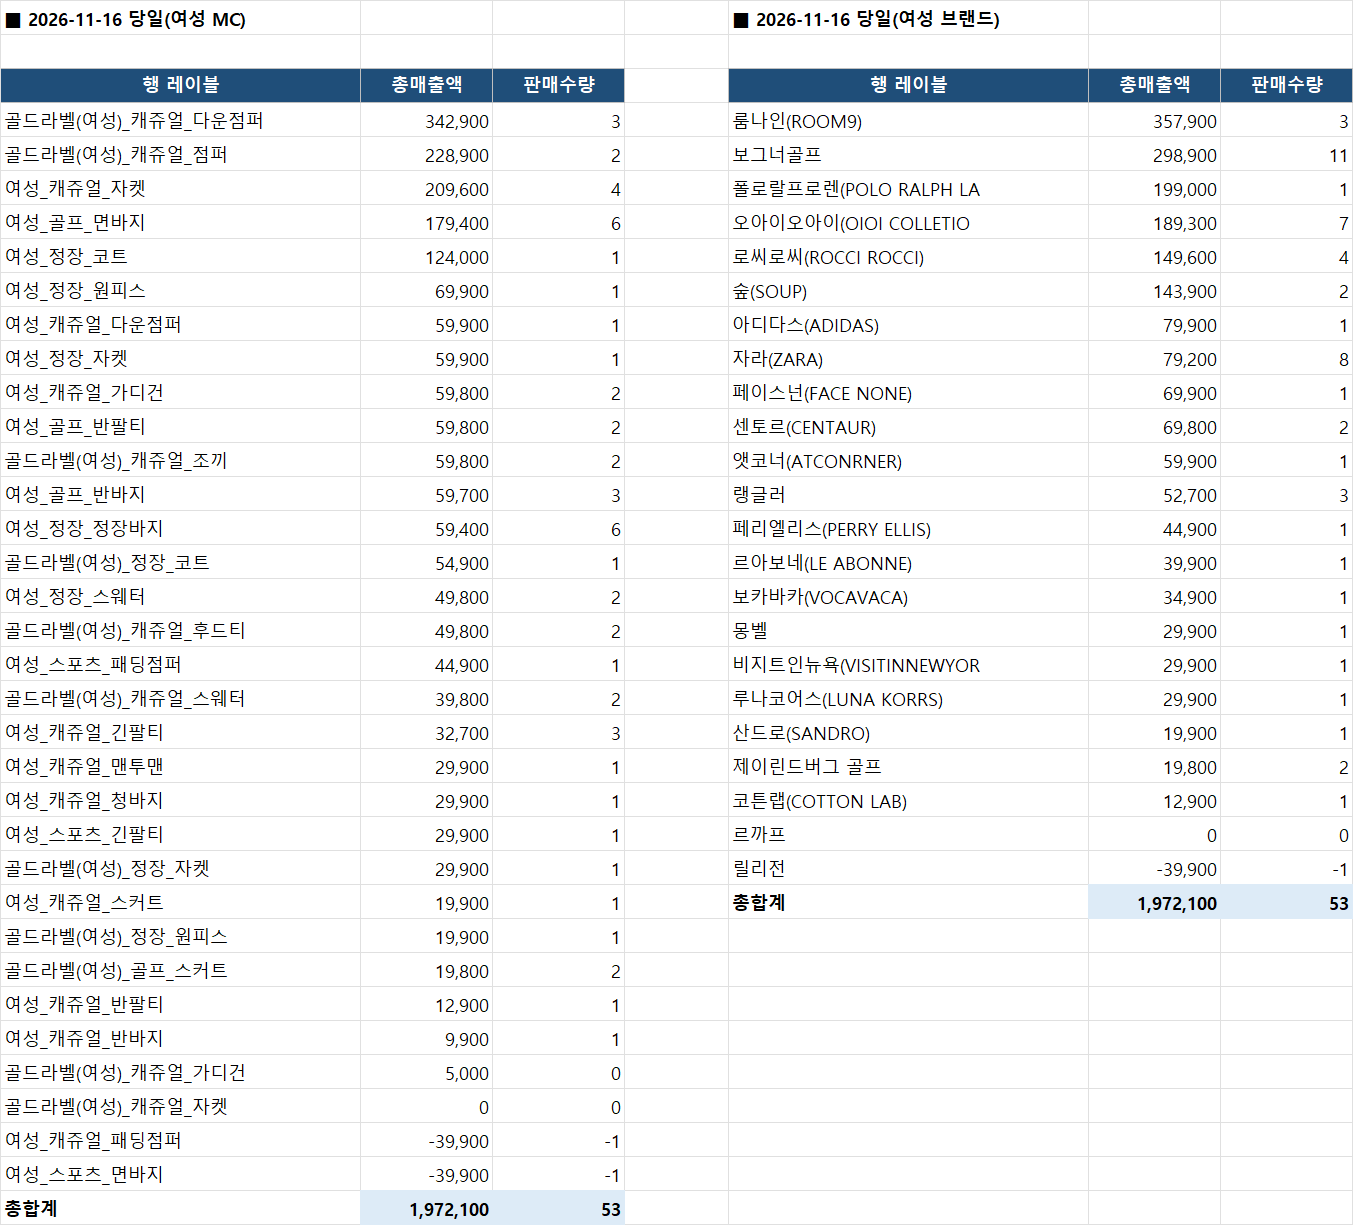 ■ 2026-11-16 당일(여성 MC)
행 레이블 총매출액 판매수량
골드라벨(여성)_캐쥬얼_다운점퍼 342,900 3
골드라벨(여성)_캐쥬얼_점퍼 228,900 2
여성_캐쥬얼_자켓 209,600 4
여성_골프_면바지 179,400 6
여성_정장_코트 124,000 1
여성_정장_원피스 69,900 1
여성_캐쥬얼_다운점퍼 59,900 1
여성_정장_자켓 59,900 1
여성_캐쥬얼_가디건 59,800 2
여성_골프_반팔티 59,800 2
골드라벨(여성)_캐쥬얼_조끼 59,800 2
여성_골프_반바지 59,700 3
여성_정장_정장바지 59,400 6
골드라벨(여성)_정장_코트 54,900 1
여성_정장_스웨터 49,800 2
골드라벨(여성)_캐쥬얼_후드티 49,800 2
여성_스포츠_패딩점퍼 44,900 1
골드라벨(여성)_캐쥬얼_스웨터 39,800 2
여성_캐쥬얼_긴팔티 32,700 3
여성_캐쥬얼_맨투맨 29,900 1
여성_캐쥬얼_청바지 29,900 1
여성_스포츠_긴팔티 29,900 1
골드라벨(여성)_정장_자켓 29,900 1
여성_캐쥬얼_스커트 19,900 1
골드라벨(여성)_정장_원피스 19,900 1
골드라벨(여성)_골프_스커트 19,800 2
여성_캐쥬얼_반팔티 12,900 1
여성_캐쥬얼_반바지 9,900 1
골드라벨(여성)_캐쥬얼_가디건 5,000 0
골드라벨(여성)_캐쥬얼_자켓 0 0
여성_캐쥬얼_패딩점퍼 -39,900 -1
여성_스포츠_면바지 -39,900 -1
총합계 1,972,100 53
■ 2026-11-16 당일(여성 브랜드)
행 레이블 총매출액 판매수량
룸나인(ROOM9) 357,900 3
보그너골프 298,900 11
폴로랄프로렌(POLO RALPH LA 199,000 1
오아이오아이(OIOI COLLETIO 189,300 7
로씨로씨(ROCCI ROCCI) 149,600 4
숲(SOUP) 143,900 2
아디다스(ADIDAS) 79,900 1
자라(ZARA) 79,200 8
페이스넌(FACE NONE) 69,900 1
센토르(CENTAUR) 69,800 2
앳코너(ATCONRNER) 59,900 1
랭글러 52,700 3
페리엘리스(PERRY ELLIS) 44,900 1
르아보네(LE ABONNE) 39,900 1
보카바카(VOCAVACA) 34,900 1
몽벨 29,900 1
비지트인뉴욕(VISITINNEWYOR 29,900 1
루나코어스(LUNA KORRS) 29,900 1
산드로(SANDRO) 19,900 1
제이린드버그 골프 19,800 2
코튼랩(COTTON LAB) 12,900 1
르까프 0 0
릴리전 -39,900 -1
총합계 1,972,100 53